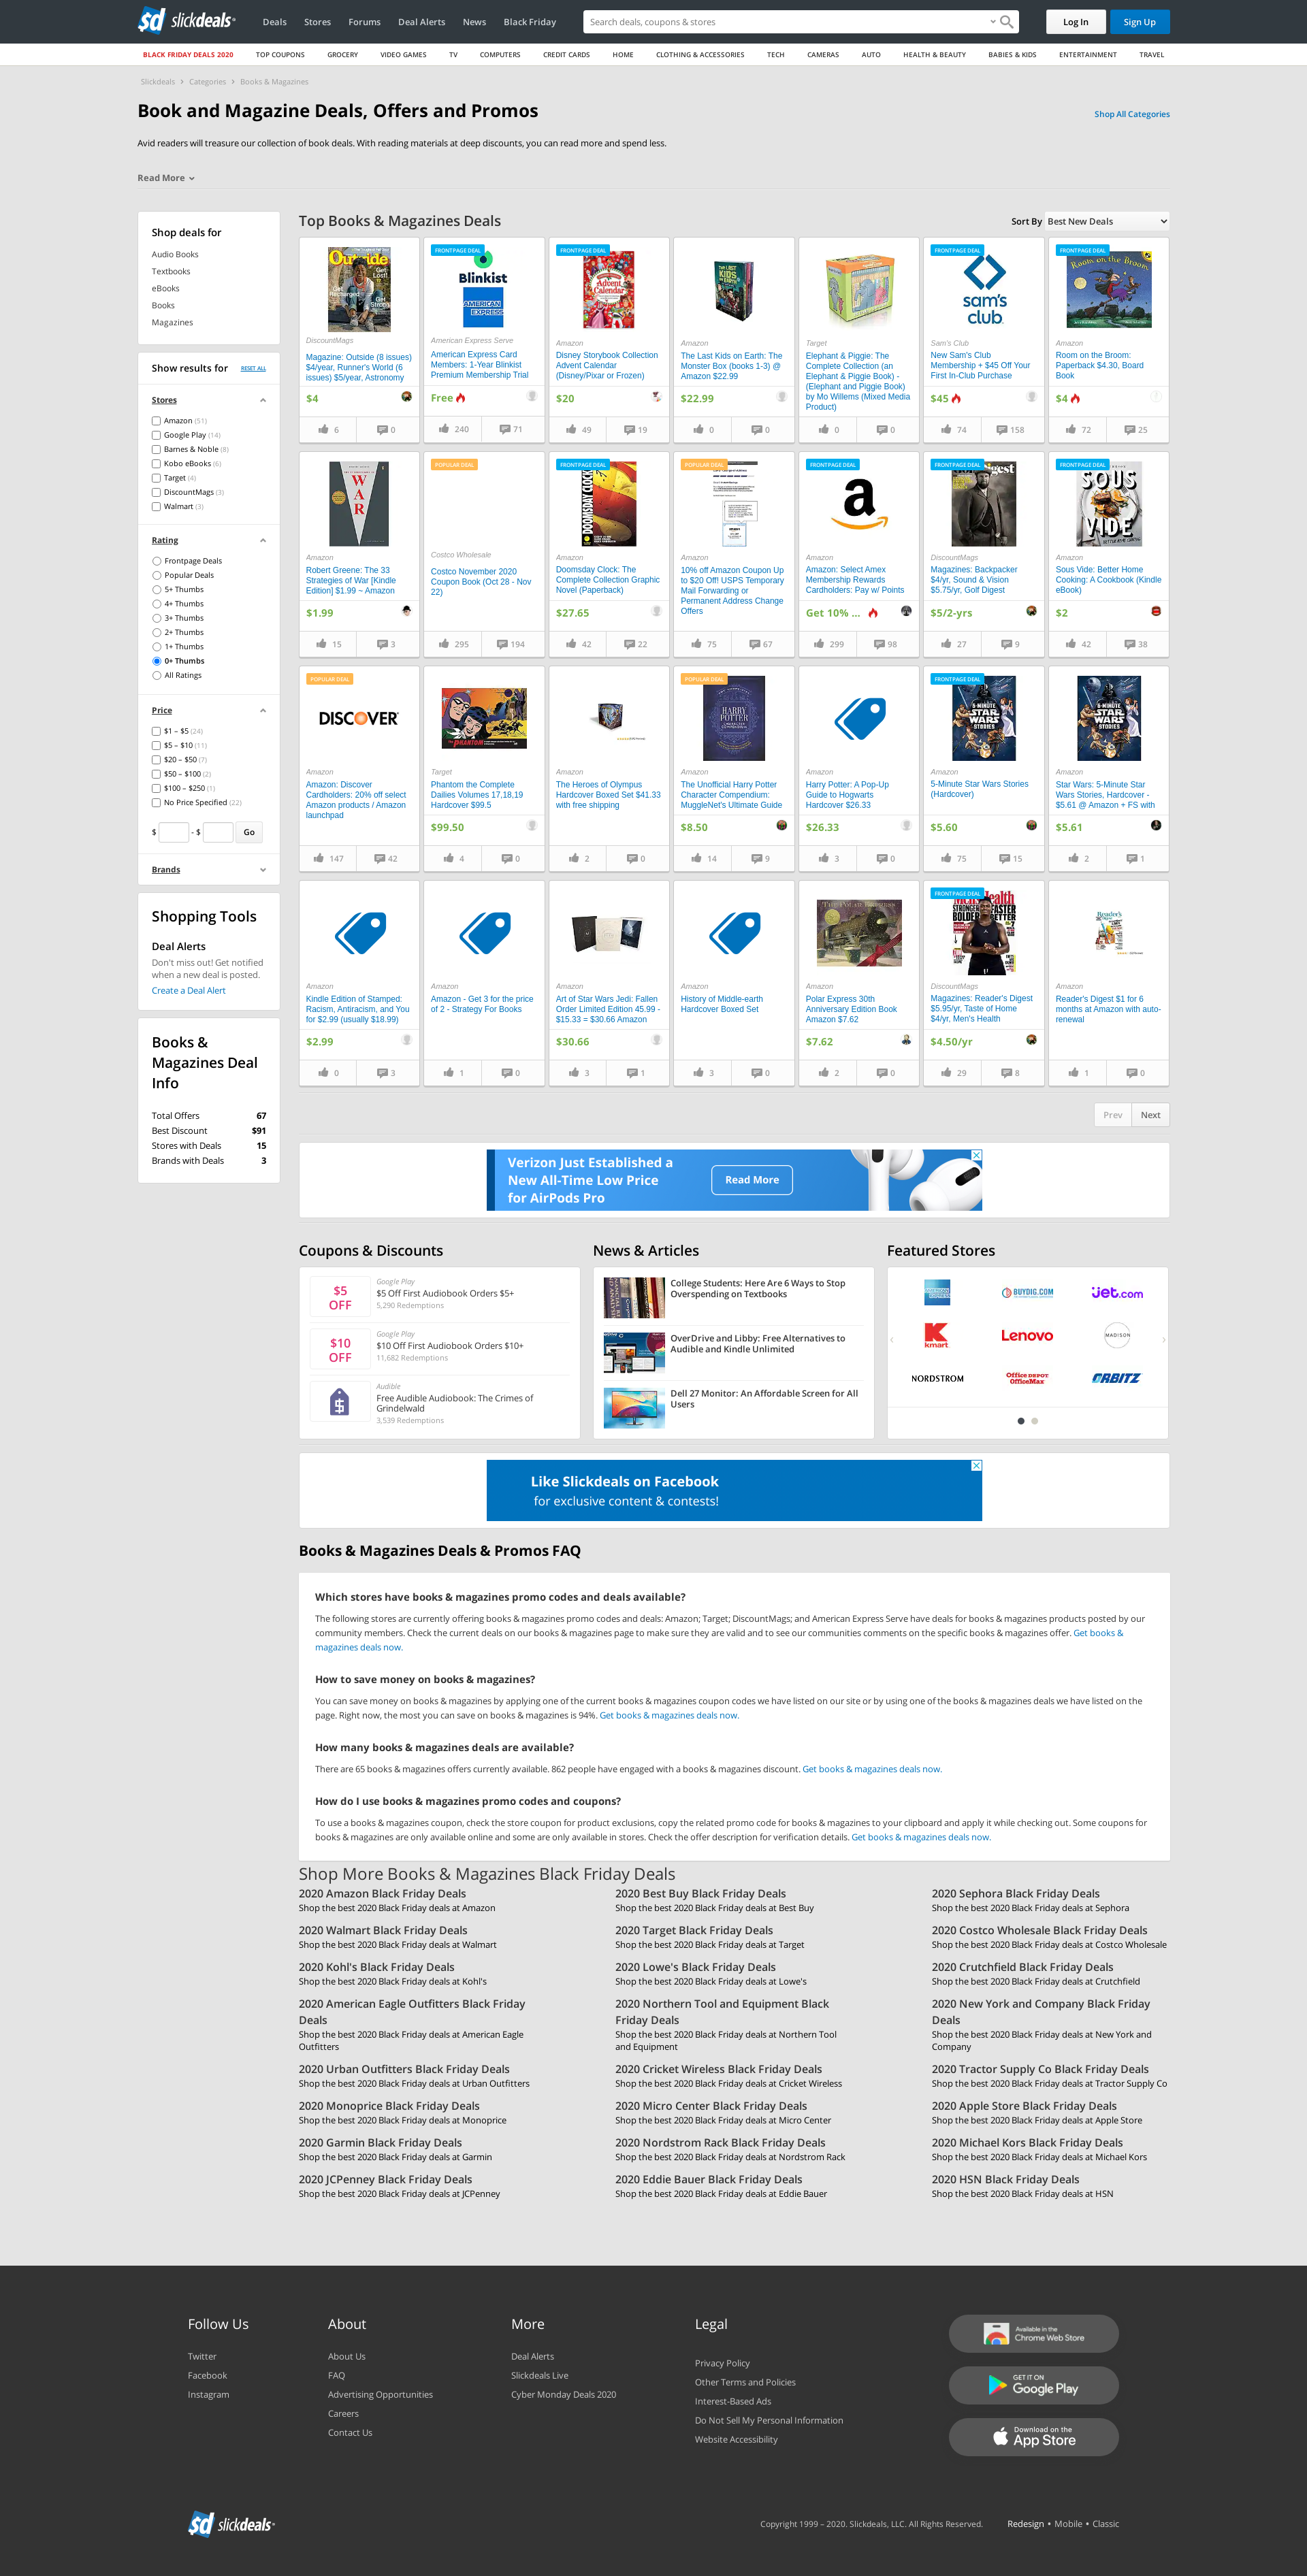 slickdeals
Deals Stores Forums Deal Alerts News Black Friday
Search deals, coupons & stores
Log In Sign Up
BLACK FRIDAY DEALS 2020 TOP COUPONS GROCERY VIDEO GAMES TV COMPUTERS CREDIT CARDS HOME CLOTHING & ACCESSORIES TECH CAMERAS AUTO HEALTH & BEAUTY BABIES & KIDS ENTERTAINMENT TRAVEL
Slickdeals › Categories › Books & Magazines
Book and Magazine Deals, Offers and Promos
Shop All Categories
Avid readers will treasure our collection of book deals. With reading materials at deep discounts, you can read more and spend less.
Read More
Shop deals for
Audio Books
Textbooks
eBooks
Books
Magazines
Show results for RESET ALL
Stores
Amazon (51)
Google Play (14)
Barnes & Noble (8)
Kobo eBooks (6)
Target (4)
DiscountMags (3)
Walmart (3)
Rating
Frontpage Deals
Popular Deals
5+ Thumbs
4+ Thumbs
3+ Thumbs
2+ Thumbs
1+ Thumbs
0+ Thumbs
All Ratings
Price
$1 – $5 (24)
$5 – $10 (11)
$20 – $50 (7)
$50 – $100 (2)
$100 – $250 (1)
No Price Specified (22)
$ - $ Go
Brands
Shopping Tools
Deal Alerts
Don't miss out! Get notified
when a new deal is posted.
Create a Deal Alert
Books &
Magazines Deal
Info
Total Offers 67
Best Discount $91
Stores with Deals 15
Brands with Deals 3
Top Books & Magazines Deals
Sort By Best New Deals
Outside
DiscountMags
Magazine: Outside (8 issues)
$4/year, Runner's World (6
issues) $5/year, Astronomy
$4
6 0
FRONTPAGE DEAL
Blinkist
AMERICAN EXPRESS
American Express Serve
American Express Card
Members: 1-Year Blinkist
Premium Membership Trial
Free
240 71
FRONTPAGE DEAL
Advent Calendar
Amazon
Disney Storybook Collection
Advent Calendar
(Disney/Pixar or Frozen)
$20
49 19
Amazon
The Last Kids on Earth: The
Monster Box (books 1-3) @
Amazon $22.99
$22.99
0 0
Target
Elephant & Piggie: The
Complete Collection (an
Elephant & Piggie Book) -
(Elephant and Piggie Book)
by Mo Willems (Mixed Media
Product)
0 0
FRONTPAGE DEAL
sam's club
Sam's Club
New Sam's Club
Membership + $45 Off Your
First In-Club Purchase
$45
74 158
FRONTPAGE DEAL
Room on the Broom
Amazon
Room on the Broom:
Paperback $4.30, Board
Book
$4
72 25
WAR
Amazon
Robert Greene: The 33
Strategies of War [Kindle
Edition] $1.99 ~ Amazon
$1.99
15 3
POPULAR DEAL
Costco Wholesale
Costco November 2020
Coupon Book (Oct 28 - Nov
22)
295 194
FRONTPAGE DEAL
DOOMSDAY CLOCK
Amazon
Doomsday Clock: The
Complete Collection Graphic
Novel (Paperback)
$27.65
42 22
POPULAR DEAL
Amazon
10% off Amazon Coupon Up
to $20 Off! USPS Temporary
Mail Forwarding or
Permanent Address Change
Offers
75 67
FRONTPAGE DEAL
a
Amazon
Amazon: Select Amex
Membership Rewards
Cardholders: Pay w/ Points
Get 10% ...
299 98
FRONTPAGE DEAL
DiscountMags
Magazines: Backpacker
$4/yr, Sound & Vision
$5.75/yr, Golf Digest
$5/2-yrs
27 9
FRONTPAGE DEAL
SOUS VIDE
Amazon
Sous Vide: Better Home
Cooking: A Cookbook (Kindle
eBook)
$2
42 38
POPULAR DEAL
DISCOVER
Amazon
Amazon: Discover
Cardholders: 20% off select
Amazon products / Amazon
launchpad
147 42
The PHANTOM
Target
Phantom the Complete
Dailies Volumes 17,18,19
Hardcover $99.5
$99.50
4 0
Amazon
The Heroes of Olympus
Hardcover Boxed Set $41.33
with free shipping
2 0
POPULAR DEAL
HARRY POTTER
Amazon
The Unofficial Harry Potter
Character Compendium:
MuggleNet's Ultimate Guide
$8.50
14 9
Amazon
Harry Potter: A Pop-Up
Guide to Hogwarts
Hardcover $26.33
$26.33
3 0
FRONTPAGE DEAL
5-MINUTE STAR WARS STORIES
Amazon
5-Minute Star Wars Stories
(Hardcover)
$5.60
75 15
5-MINUTE STAR WARS STORIES
Amazon
Star Wars: 5-Minute Star
Wars Stories, Hardcover -
$5.61 @ Amazon + FS with
$5.61
2 1
Amazon
Kindle Edition of Stamped:
Racism, Antiracism, and You
for $2.99 (usually $18.99)
$2.99
0 3
Amazon
Amazon - Get 3 for the price
of 2 - Strategy For Books
1 0
Amazon
Art of Star Wars Jedi: Fallen
Order Limited Edition 45.99 -
$15.33 = $30.66 Amazon
$30.66
3 1
Amazon
History of Middle-earth
Hardcover Boxed Set
3 0
THE POLAR EXPRESS
Amazon
Polar Express 30th
Anniversary Edition Book
Amazon $7.62
$7.62
2 0
FRONTPAGE DEAL
Men'sHealth
DiscountMags
Magazines: Reader's Digest
$5.95/yr, Taste of Home
$4/yr, Men's Health
$4.50/yr
29 8
Amazon
Reader's Digest $1 for 6
months at Amazon with auto-
renewal
1 0
Prev Next
Verizon Just Established a
New All-Time Low Price
for AirPods Pro
Read More
Coupons & Discounts
$5 OFF
Google Play
$5 Off First Audiobook Orders $5+
5,290 Redemptions
$10 OFF
Google Play
$10 Off First Audiobook Orders $10+
11,682 Redemptions
Audible
Free Audible Audiobook: The Crimes of
Grindelwald
3,539 Redemptions
News & Articles
College Students: Here Are 6 Ways to Stop
Overspending on Textbooks
OverDrive and Libby: Free Alternatives to
Audible and Kindle Unlimited
Dell 27 Monitor: An Affordable Screen for All
Users
Featured Stores
AMERICAN EXPRESS BUYDIG.COM jet.com
kmart Lenovo MADISON
NORDSTROM Office DEPOT OfficeMax ORBITZ
Like Slickdeals on Facebook
for exclusive content & contests!
Books & Magazines Deals & Promos FAQ
Which stores have books & magazines promo codes and deals available?
The following stores are currently offering books & magazines promo codes and deals: Amazon; Target; DiscountMags; and American Express Serve have deals for books & magazines products posted by our
community members. Check the current deals on our books & magazines page to make sure they are valid and to see our communities comments on the specific books & magazines offer. Get books &
magazines deals now.
How to save money on books & magazines?
You can save money on books & magazines by applying one of the current books & magazines coupon codes we have listed on our site or by using one of the books & magazines deals we have listed on the
page. Right now, the most you can save on books & magazines is 94%. Get books & magazines deals now.
How many books & magazines deals are available?
There are 65 books & magazines offers currently available. 862 people have engaged with a books & magazines discount. Get books & magazines deals now.
How do I use books & magazines promo codes and coupons?
To use a books & magazines coupon, check the store coupon for product exclusions, copy the related promo code for books & magazines to your clipboard and apply it while checking out. Some coupons for
books & magazines are only available online and some are only available in stores. Check the offer description for verification details. Get books & magazines deals now.
Shop More Books & Magazines Black Friday Deals
2020 Amazon Black Friday Deals
Shop the best 2020 Black Friday deals at Amazon
2020 Best Buy Black Friday Deals
Shop the best 2020 Black Friday deals at Best Buy
2020 Sephora Black Friday Deals
Shop the best 2020 Black Friday deals at Sephora
2020 Walmart Black Friday Deals
Shop the best 2020 Black Friday deals at Walmart
2020 Target Black Friday Deals
Shop the best 2020 Black Friday deals at Target
2020 Costco Wholesale Black Friday Deals
Shop the best 2020 Black Friday deals at Costco Wholesale
2020 Kohl's Black Friday Deals
Shop the best 2020 Black Friday deals at Kohl's
2020 Lowe's Black Friday Deals
Shop the best 2020 Black Friday deals at Lowe's
2020 Crutchfield Black Friday Deals
Shop the best 2020 Black Friday deals at Crutchfield
2020 American Eagle Outfitters Black Friday
Deals
Shop the best 2020 Black Friday deals at American Eagle
Outfitters
2020 Northern Tool and Equipment Black
Friday Deals
Shop the best 2020 Black Friday deals at Northern Tool
and Equipment
2020 New York and Company Black Friday
Deals
Shop the best 2020 Black Friday deals at New York and
Company
2020 Urban Outfitters Black Friday Deals
Shop the best 2020 Black Friday deals at Urban Outfitters
2020 Cricket Wireless Black Friday Deals
Shop the best 2020 Black Friday deals at Cricket Wireless
2020 Tractor Supply Co Black Friday Deals
Shop the best 2020 Black Friday deals at Tractor Supply Co
2020 Monoprice Black Friday Deals
Shop the best 2020 Black Friday deals at Monoprice
2020 Micro Center Black Friday Deals
Shop the best 2020 Black Friday deals at Micro Center
2020 Apple Store Black Friday Deals
Shop the best 2020 Black Friday deals at Apple Store
2020 Garmin Black Friday Deals
Shop the best 2020 Black Friday deals at Garmin
2020 Nordstrom Rack Black Friday Deals
Shop the best 2020 Black Friday deals at Nordstrom Rack
2020 Michael Kors Black Friday Deals
Shop the best 2020 Black Friday deals at Michael Kors
2020 JCPenney Black Friday Deals
Shop the best 2020 Black Friday deals at JCPenney
2020 Eddie Bauer Black Friday Deals
Shop the best 2020 Black Friday deals at Eddie Bauer
2020 HSN Black Friday Deals
Shop the best 2020 Black Friday deals at HSN
Follow Us
Twitter
Facebook
Instagram
About
About Us
FAQ
Advertising Opportunities
Careers
Contact Us
More
Deal Alerts
Slickdeals Live
Cyber Monday Deals 2020
Legal
Privacy Policy
Other Terms and Policies
Interest-Based Ads
Do Not Sell My Personal Information
Website Accessibility
Available in the
Chrome Web Store
GET IT ON
Google Play
Download on the
App Store
slickdeals
Copyright 1999 – 2020. Slickdeals, LLC. All Rights Reserved. Redesign • Mobile • Classic